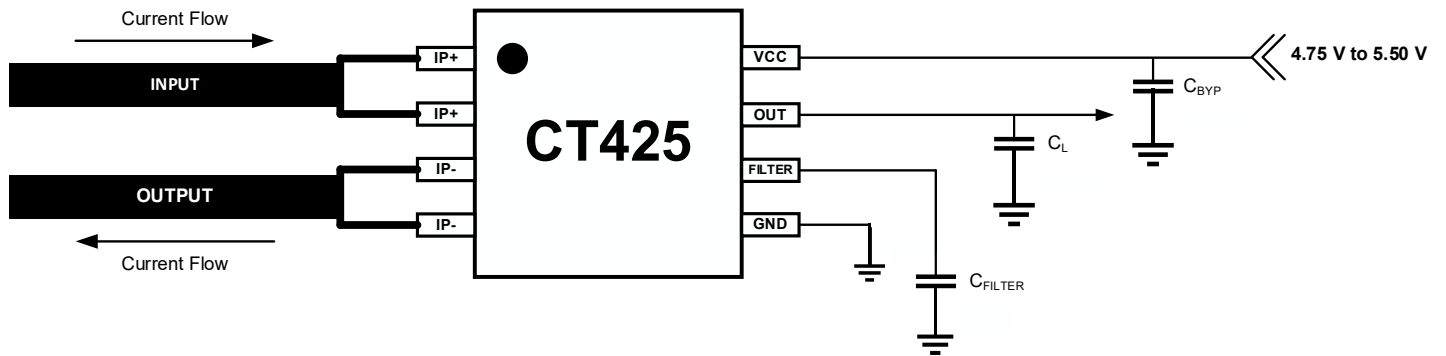 Current Flow
INPUT
OUTPUT
Current Flow
IP+
IP+
IP-
IP-
CT425
VCC
OUT
FILTER
GND
4.75 V to 5.50 V
CBYP
CL
CFILTER